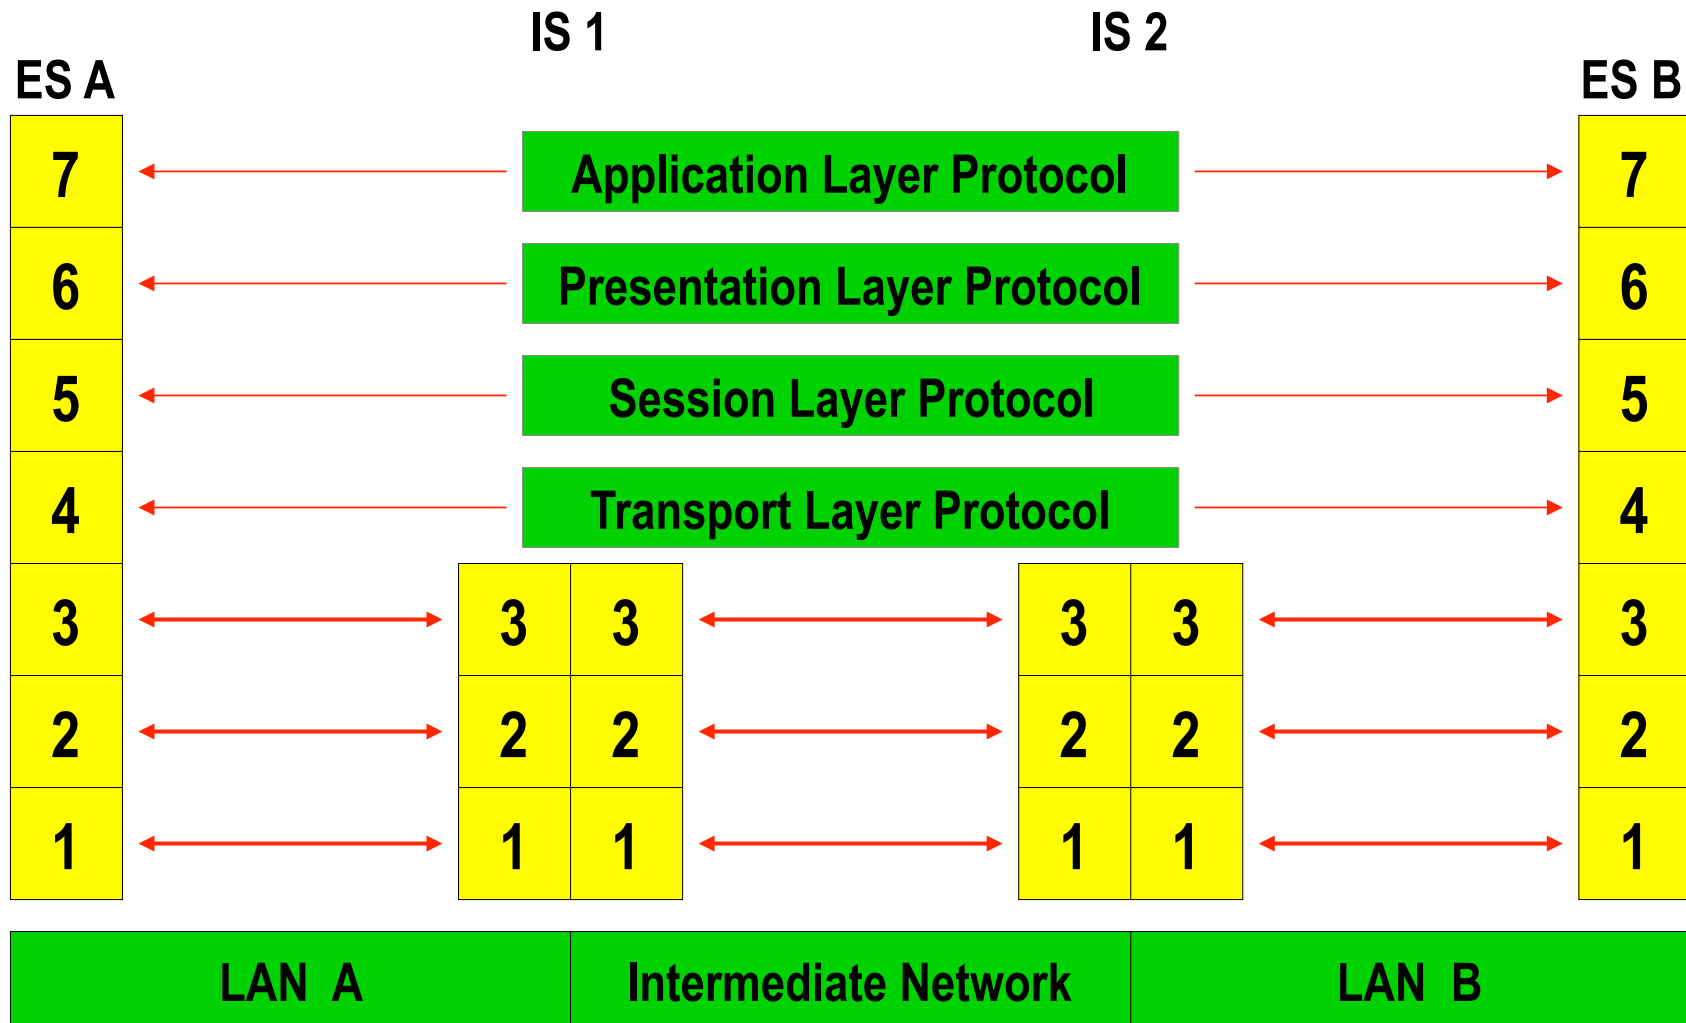 IS 1 IS 2
ES A ES B
7 Application Layer Protocol 7
6 Presentation Layer Protocol 6
5 Session Layer Protocol 5
4 Transport Layer Protocol 4
3 3 3 3 3 3
2 2 2 2 2 2
1 1 1 1 1 1
LAN A Intermediate Network LAN B